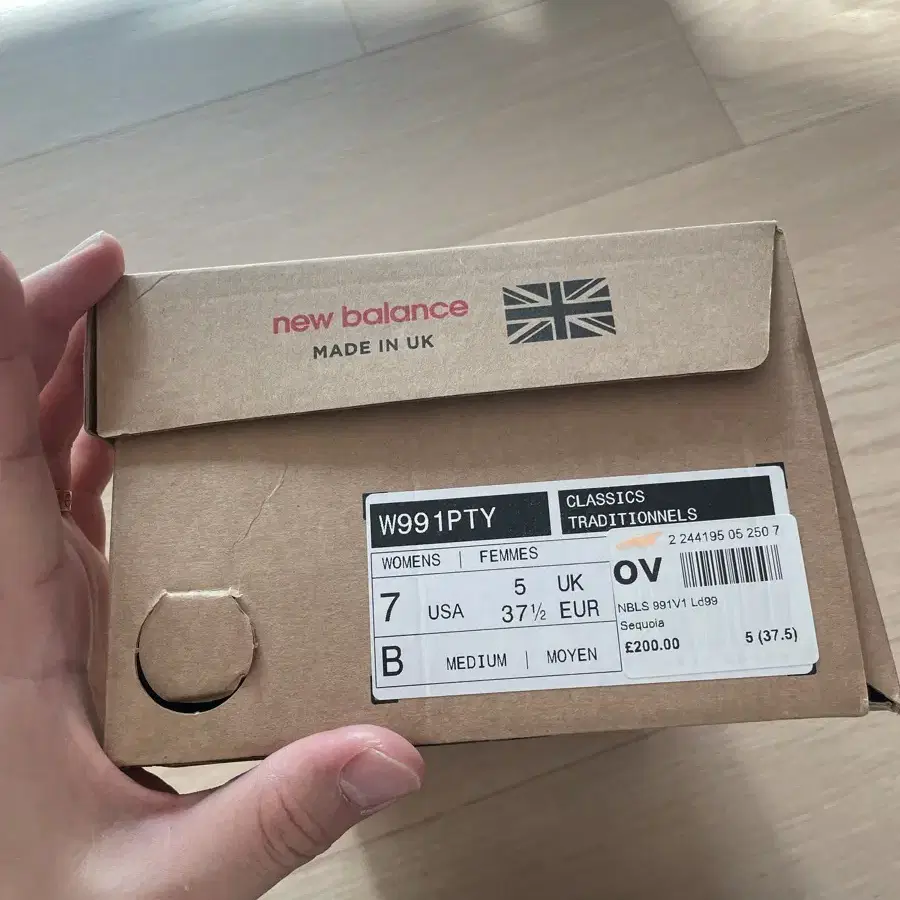 new balance
MADE IN UK
W991PTY
CLASSICS
TRADITIONNELS
WOMENS | FEMMES
7 USA 5 UK
37½ EUR
B MEDIUM | MOYEN
2 244195 05 250 7
OV
NBLS 991V1 Ld99
Sequoia
£200.00 5 (37.5)